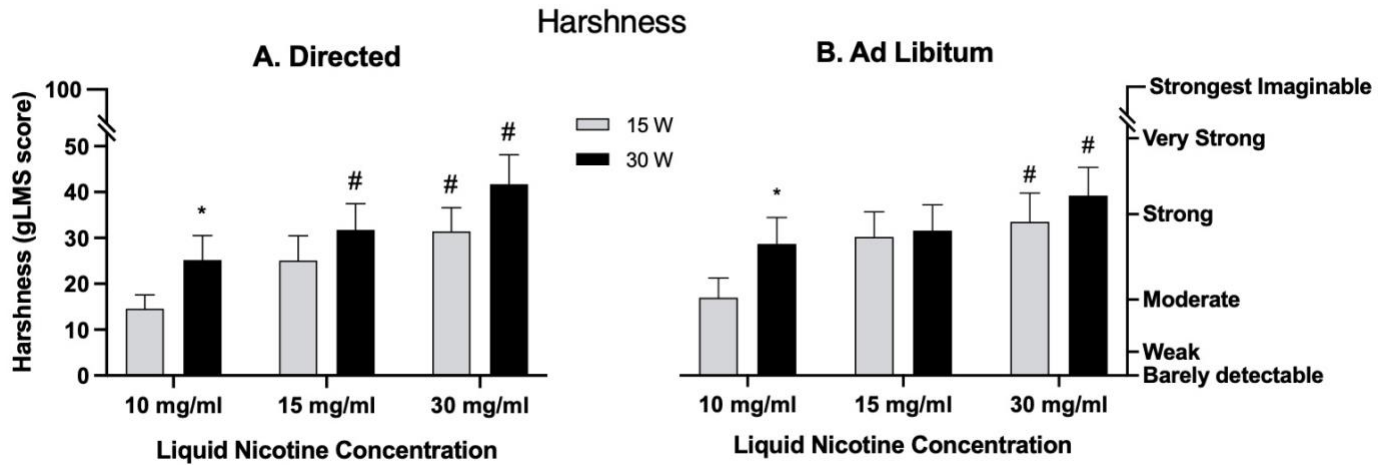 Harshness
A. Directed
Harshness (gLMS score)
100
50
40
30
20
10
0
*
#
#
#
10 mg/ml
15 mg/ml
30 mg/ml
Liquid Nicotine Concentration
15 W
30 W
B. Ad Libitum
*
#
#
10 mg/ml
15 mg/ml
30 mg/ml
Liquid Nicotine Concentration
Strongest Imaginable
Very Strong
Strong
Moderate
Weak
Barely detectable